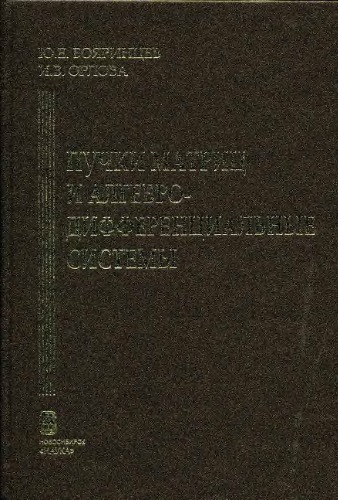 Ю.Е. БОЯРИНЦЕВ
И.В. ОРЛОВА
ПУЧКИ МАТРИЦ
И АЛГЕБРО-
ДИФФЕРЕНЦИАЛЬНЫЕ
СИСТЕМЫ
НОВОСИБИРСК
«НАУКА»